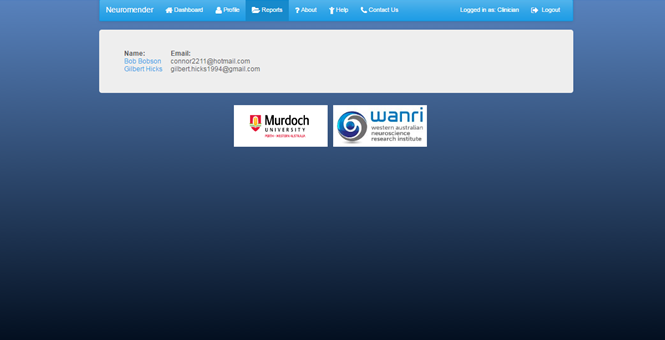 Neuromender Dashboard Profile Reports ? About Help Contact Us Logged in as: Clinician Logout
Name: Email:
Bob Bobson connor2211@hotmail.com
Gilbert Hicks gilbert.hicks1994@gmail.com
Murdoch
UNIVERSITY
PERTH - WESTERN AUSTRALIA
wanri
western australian
neuroscience
research institute